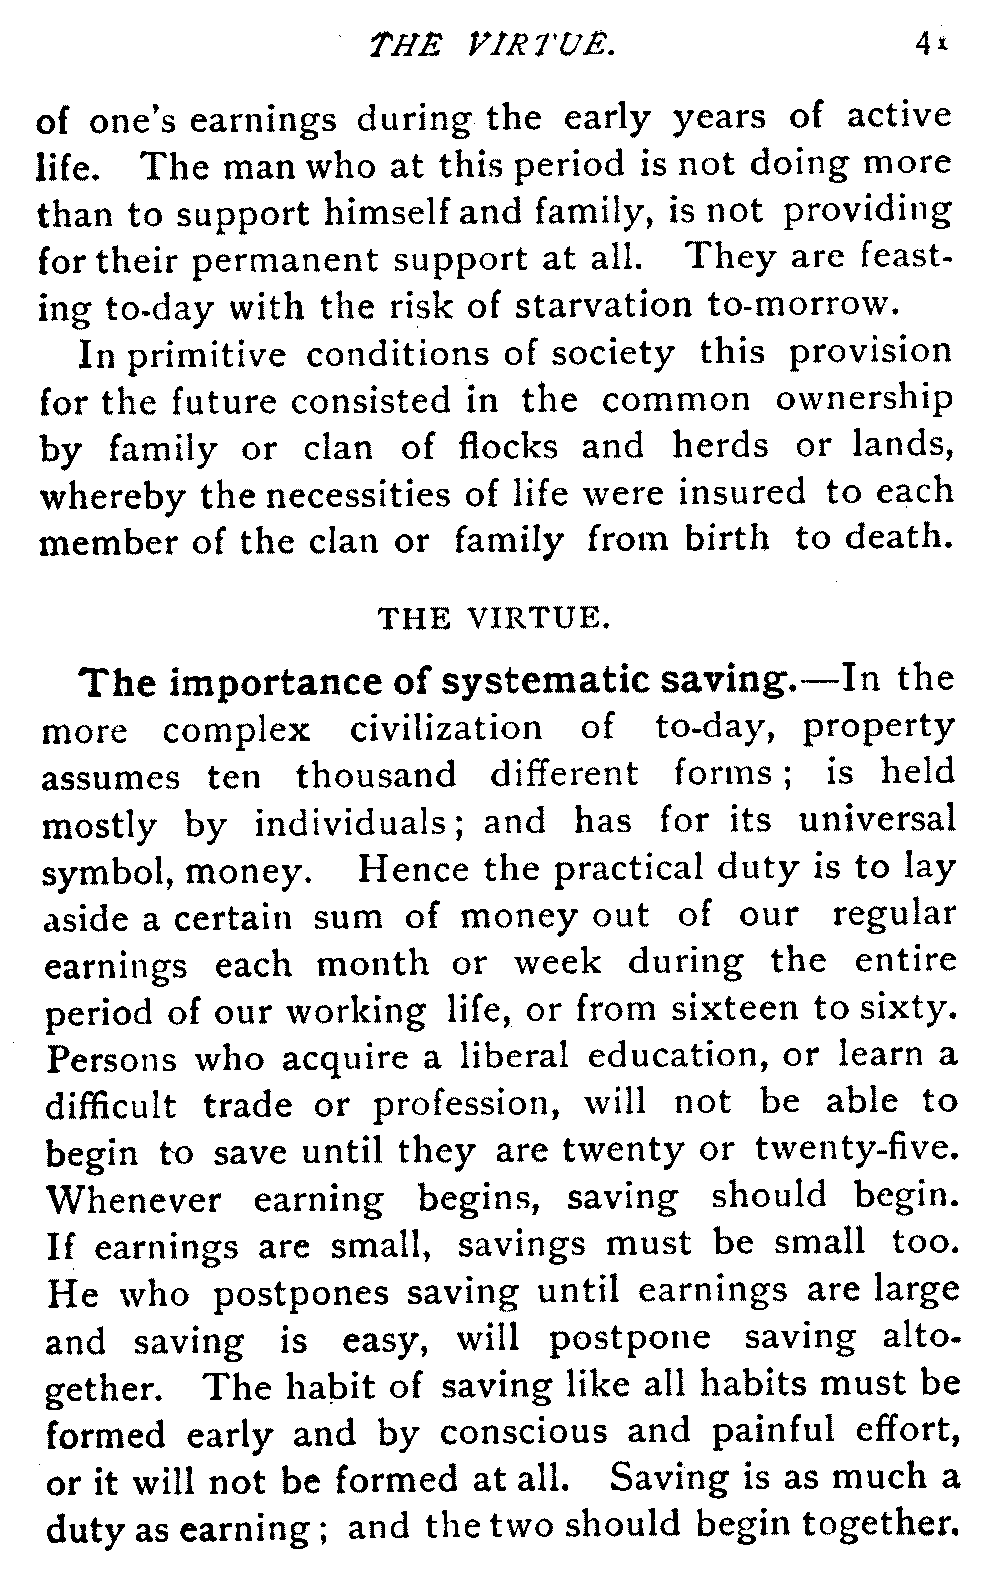 THE VIRTUE. 41
of one's earnings during the early years of active
life. The man who at this period is not doing more
than to support himself and family, is not providing
for their permanent support at all. They are feast-
ing to-day with the risk of starvation to-morrow.
In primitive conditions of society this provision
for the future consisted in the common ownership
by family or clan of flocks and herds or lands,
whereby the necessities of life were insured to each
member of the clan or family from birth to death.
THE VIRTUE.
The importance of systematic saving.—In the
more complex civilization of to-day, property
assumes ten thousand different forms; is held
mostly by individuals; and has for its universal
symbol, money. Hence the practical duty is to lay
aside a certain sum of money out of our regular
earnings each month or week during the entire
period of our working life, or from sixteen to sixty.
Persons who acquire a liberal education, or learn a
difficult trade or profession, will not be able to
begin to save until they are twenty or twenty-five.
Whenever earning begins, saving should begin.
If earnings are small, savings must be small too.
He who postpones saving until earnings are large
and saving is easy, will postpone saving alto-
gether. The habit of saving like all habits must be
formed early and by conscious and painful effort,
or it will not be formed at all. Saving is as much a
duty as earning; and the two should begin together.